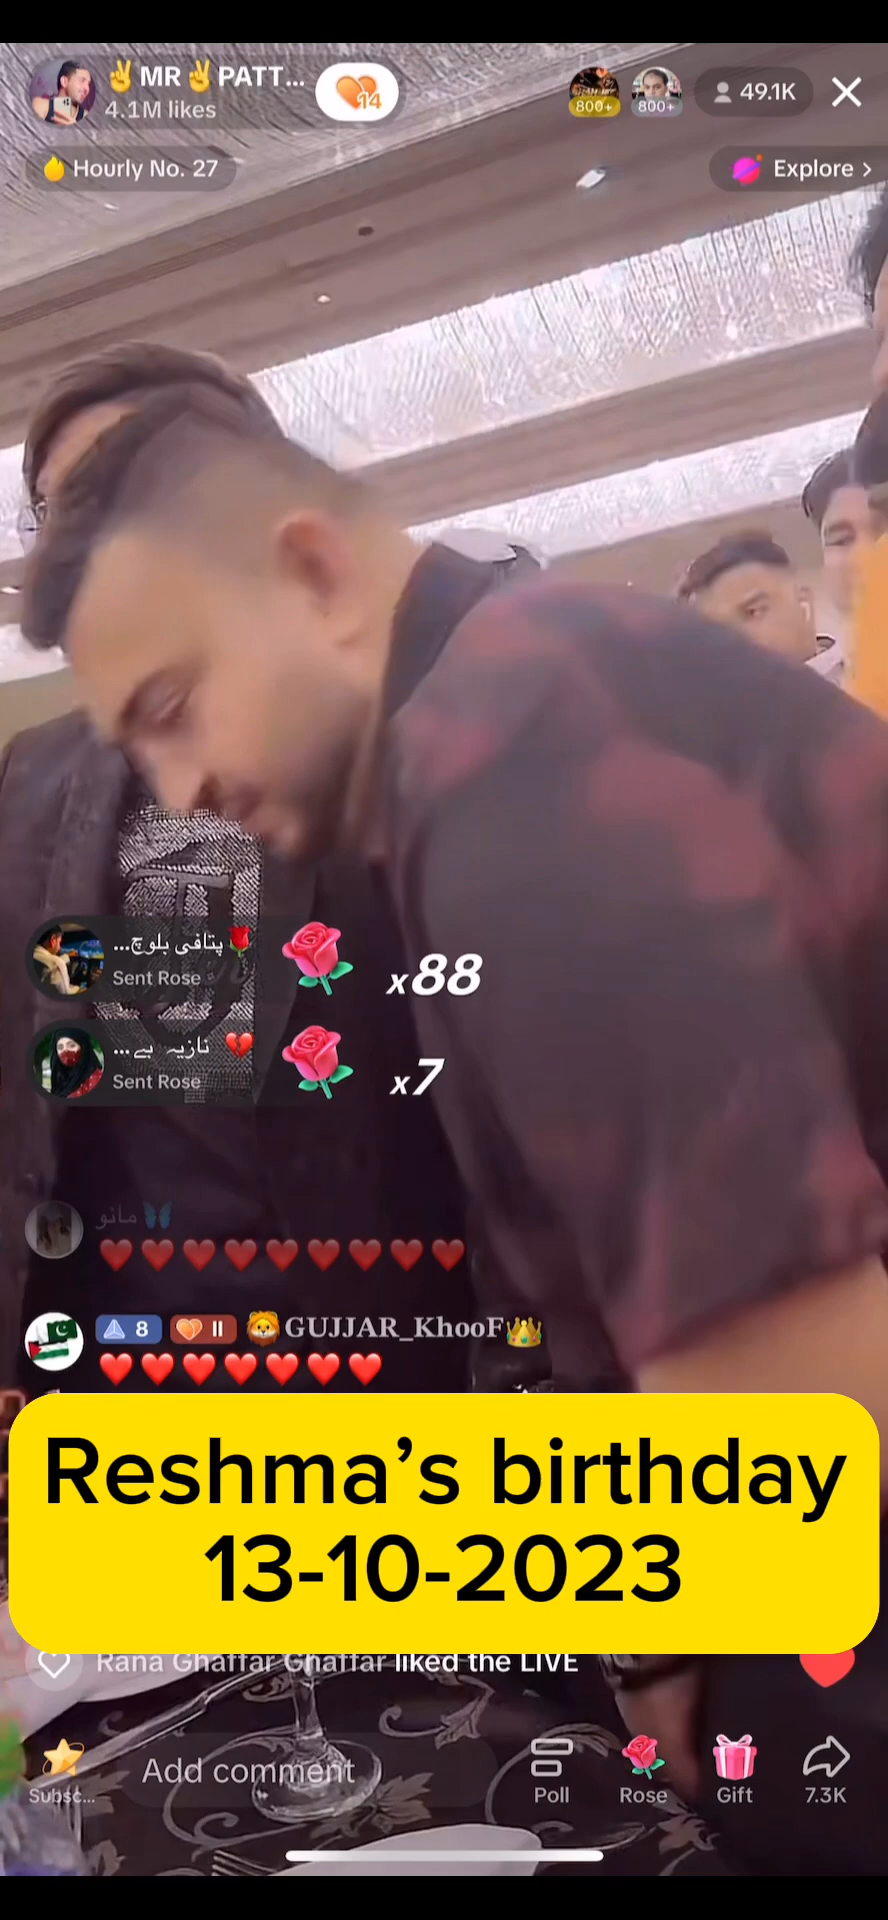 ✌️MR✌️PATT...
4.1M likes
14
800+
800+
49.1K
Hourly No. 27
Explore >
پتافی بلوچ...
Sent Rose
x88
نازیہ بے...
Sent Rose
x7
مانو🦋
❤️❤️❤️❤️❤️❤️❤️❤️❤️
8 II 🦁GUJJAR_KhooF👑
❤️❤️❤️❤️❤️❤️❤️
Reshma’s birthday
13-10-2023
Rana Ghaffar Ghaffar liked the LIVE
Add comment
Subsc...
Poll
Rose
Gift
7.3K